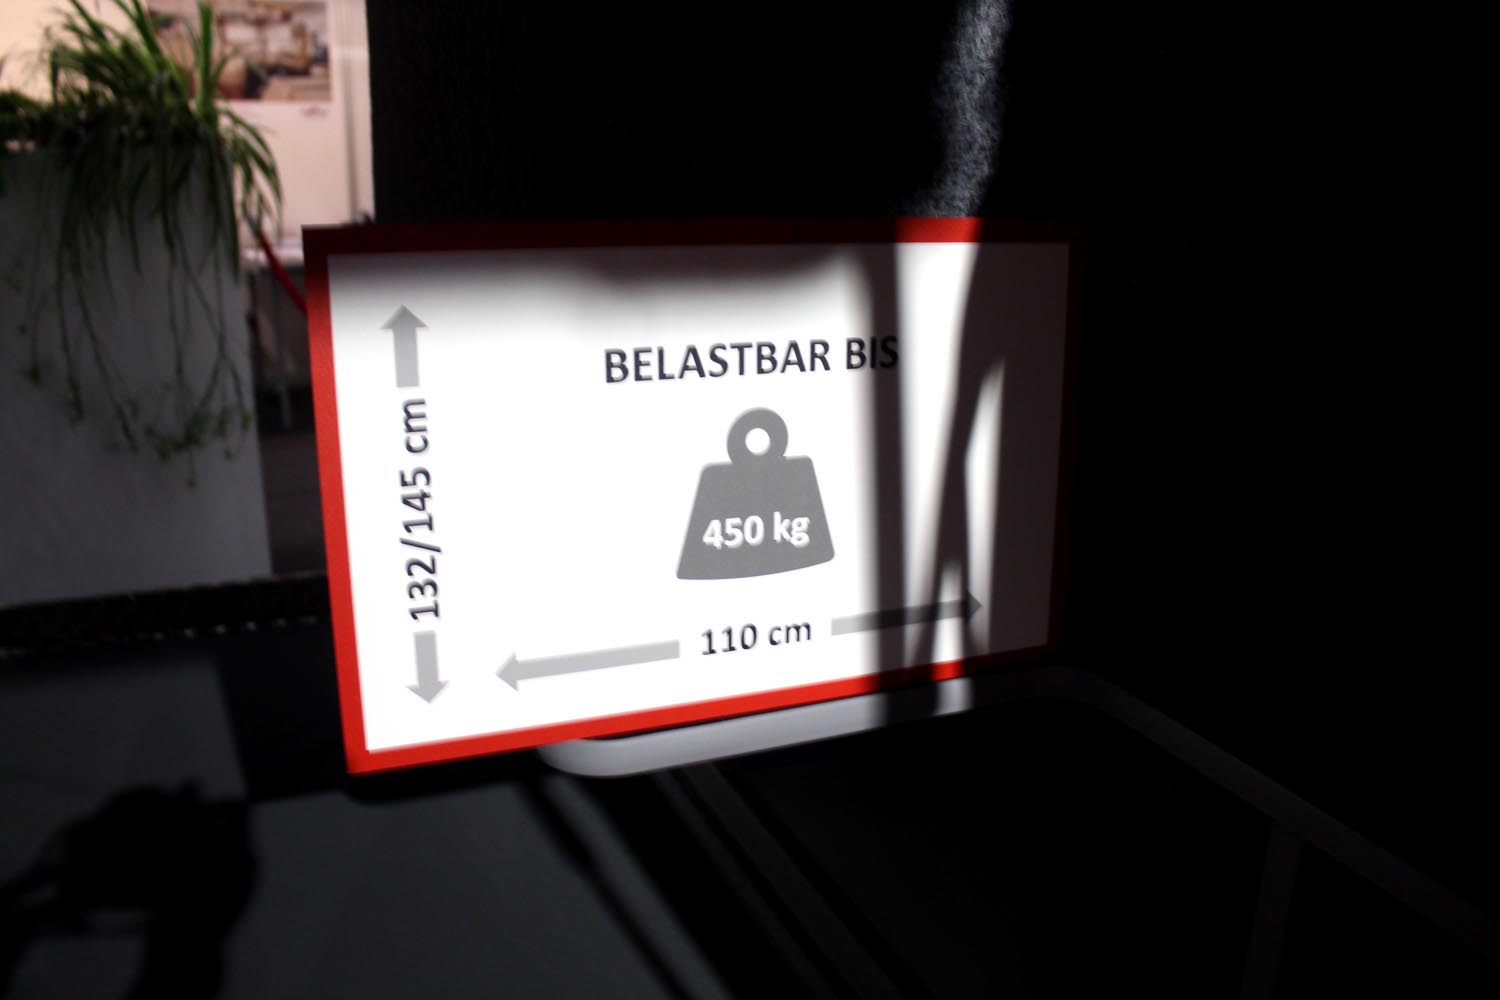 BELASTBAR BIS
132/145 cm
450 kg
110 cm